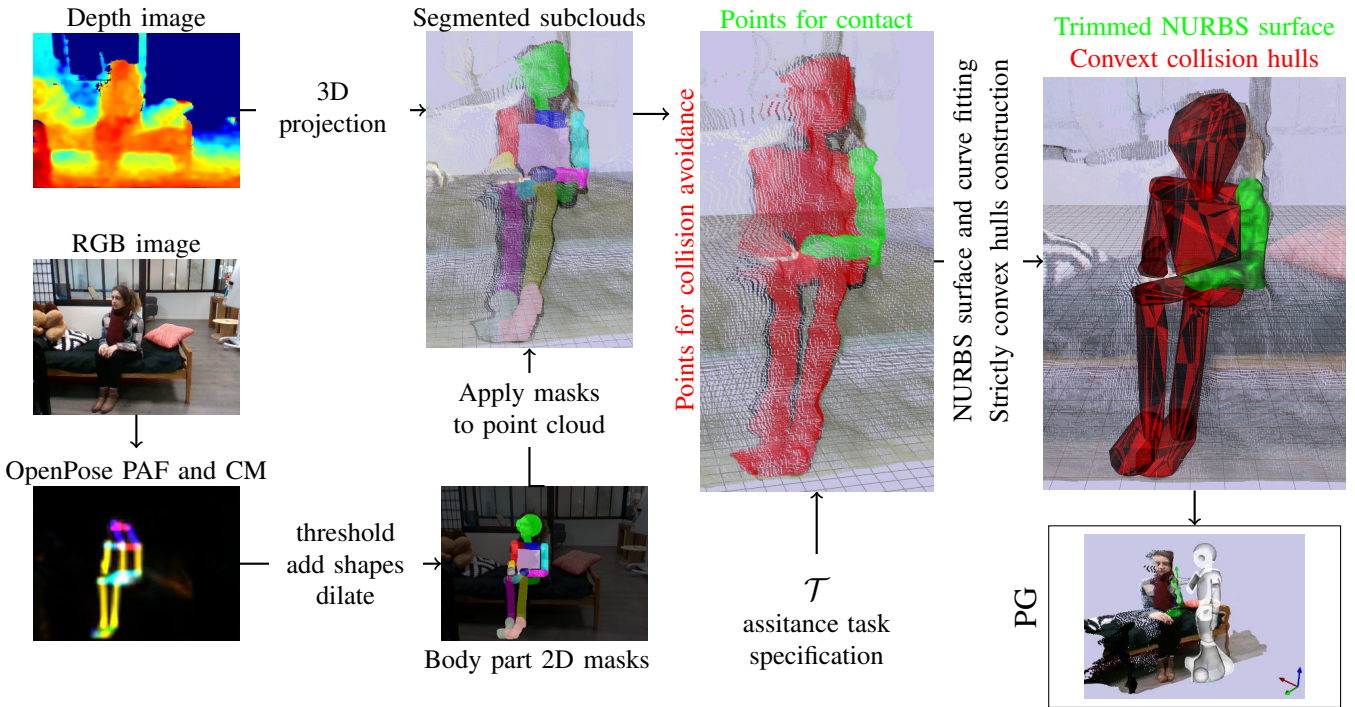 Depth image
3D
projection
Segmented subclouds
Points for contact
Points for collision avoidance
NURBS surface and curve fitting
Strictly convex hulls construction
Trimmed NURBS surface
Convext collision hulls
RGB image
Apply masks
to point cloud
OpenPose PAF and CM
threshold
add shapes
dilate
Body part 2D masks
𝒯
assitance task
specification
PG